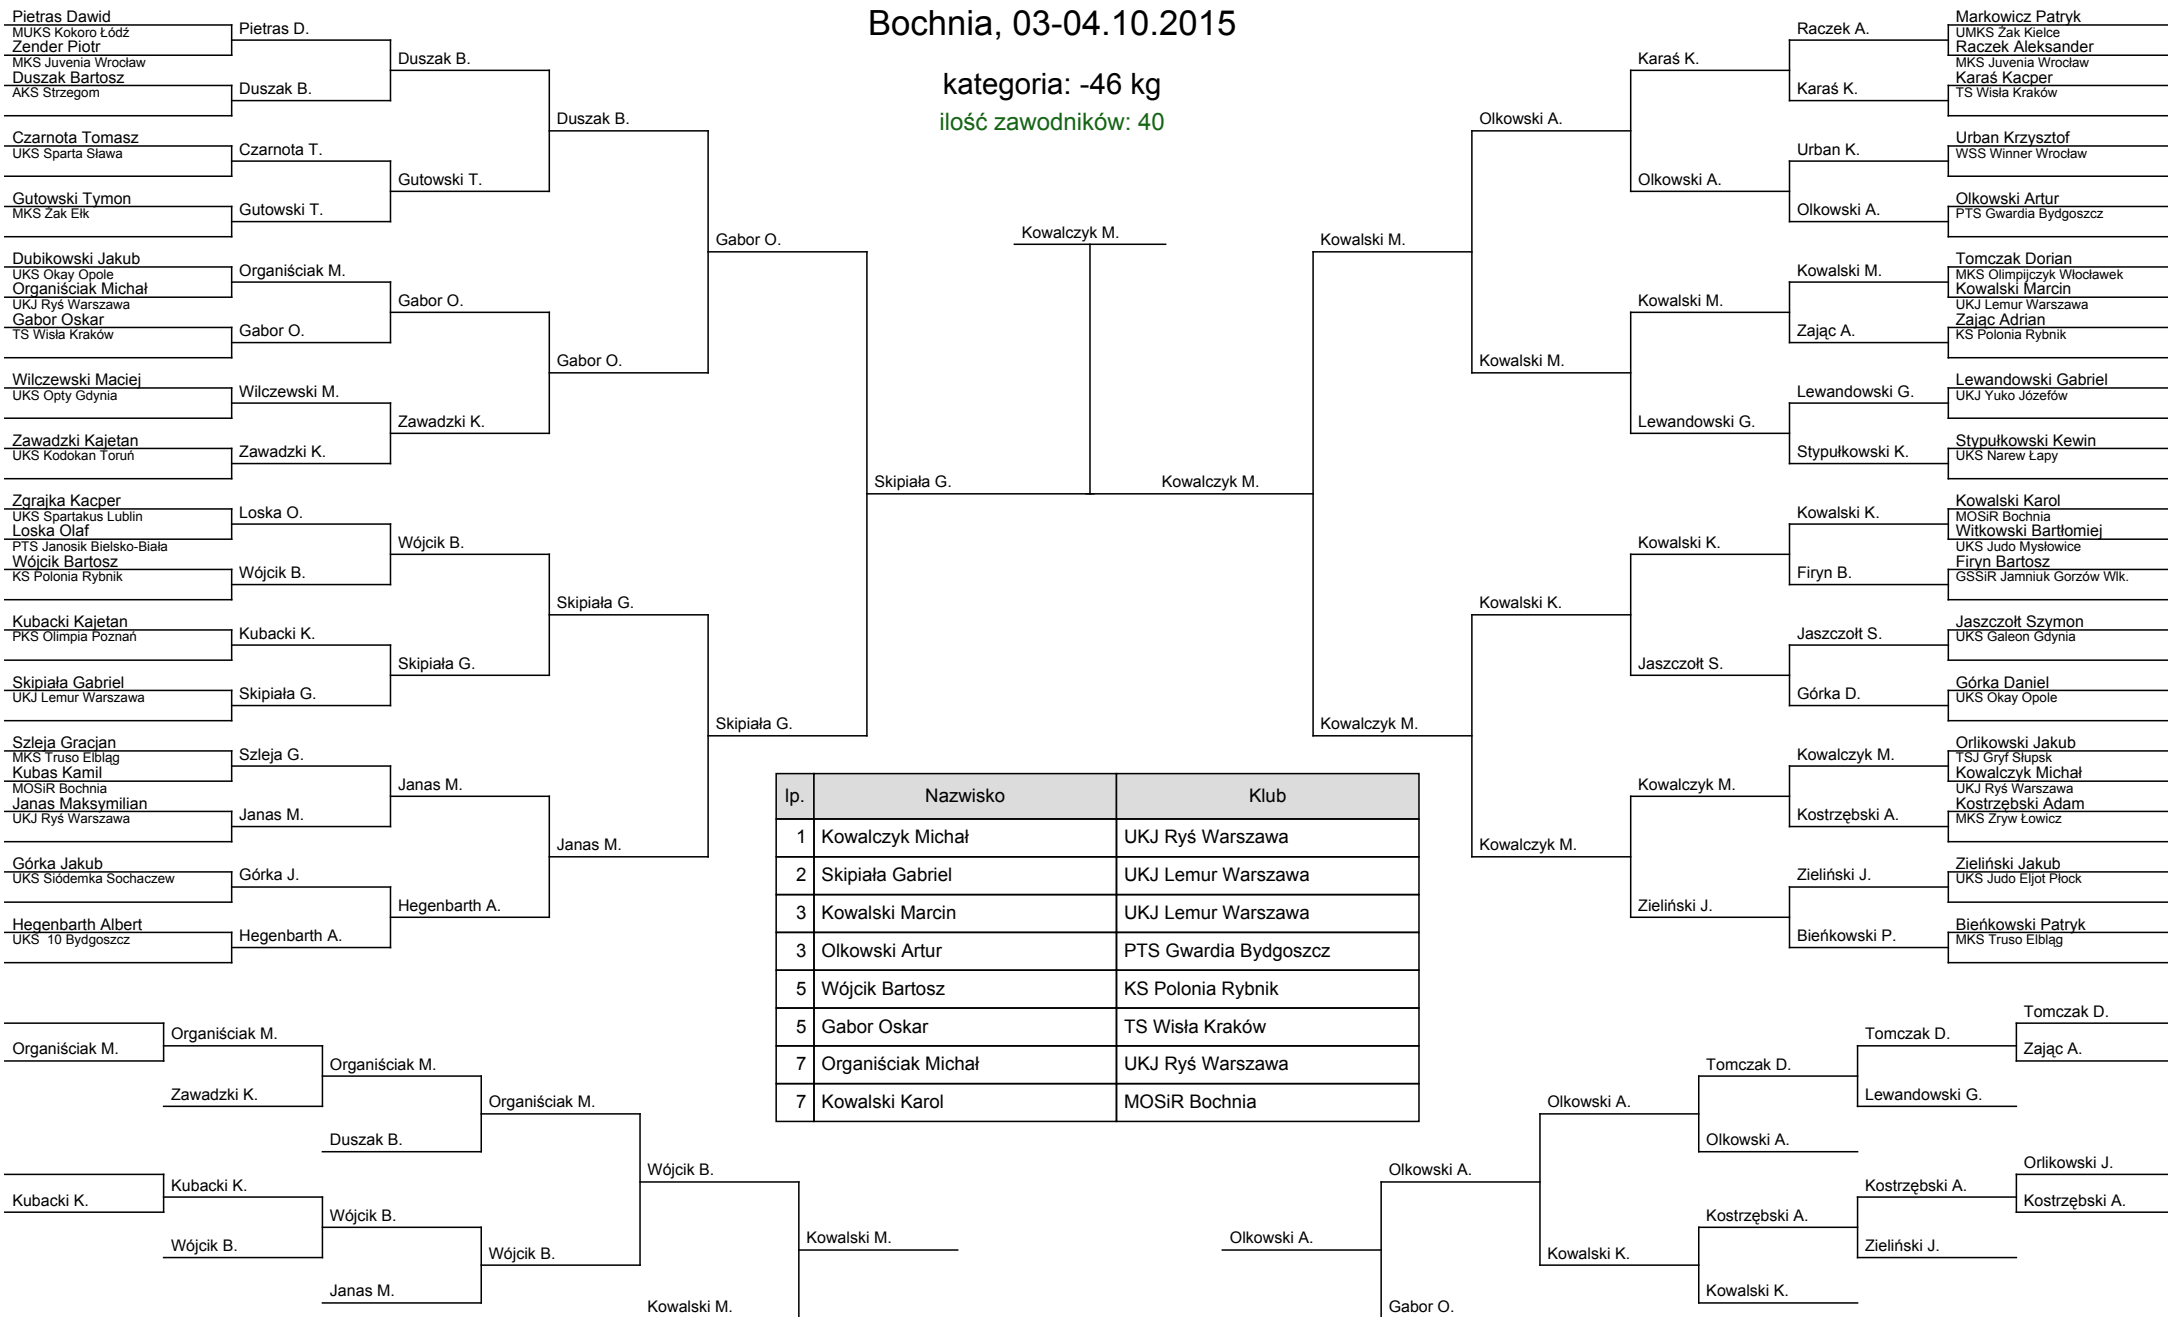 Bochnia, 03-04.10.2015
kategoria: -46 kg
ilość zawodników: 40
Pietras Dawid
MUKS Kokoro Łódź
Zender Piotr
MKS Juvenia Wrocław
Duszak Bartosz
AKS Strzegom
Czarnota Tomasz
UKS Sparta Sława
Gutowski Tymon
MKS Żak Ełk
Dubikowski Jakub
UKS Okay Opole
Organiściak Michał
UKJ Ryś Warszawa
Gabor Oskar
TS Wisła Kraków
Wilczewski Maciej
UKS Opty Gdynia
Zawadzki Kajetan
UKS Kodokan Toruń
Zgrajka Kacper
UKS Spartakus Lublin
Loska Olaf
PTS Janosik Bielsko-Biała
Wójcik Bartosz
KS Polonia Rybnik
Kubacki Kajetan
PKS Olimpia Poznań
Skipiała Gabriel
UKJ Lemur Warszawa
Szleja Gracjan
MKS Truso Elbląg
Kubas Kamil
MOSiR Bochnia
Janas Maksymilian
UKJ Ryś Warszawa
Górka Jakub
UKS Siódemka Sochaczew
Hegenbarth Albert
UKS  10 Bydgoszcz
Pietras D.
Duszak B.
Czarnota T.
Gutowski T.
Organiściak M.
Gabor O.
Wilczewski M.
Zawadzki K.
Loska O.
Wójcik B.
Kubacki K.
Skipiała G.
Szleja G.
Janas M.
Górka J.
Hegenbarth A.
Duszak B.
Gutowski T.
Gabor O.
Zawadzki K.
Wójcik B.
Skipiała G.
Janas M.
Hegenbarth A.
Duszak B.
Gabor O.
Skipiała G.
Janas M.
Gabor O.
Skipiała G.
Skipiała G.
Kowalczyk M.
Kowalczyk M.
Kowalski M.
Kowalczyk M.
Olkowski A.
Kowalski M.
Kowalski K.
Kowalczyk M.
Karaś K.
Olkowski A.
Kowalski M.
Lewandowski G.
Kowalski K.
Jaszczołt S.
Kowalczyk M.
Zieliński J.
Raczek A.
Karaś K.
Urban K.
Olkowski A.
Kowalski M.
Zając A.
Lewandowski G.
Stypułkowski K.
Kowalski K.
Firyn B.
Jaszczołt S.
Górka D.
Kowalczyk M.
Kostrzębski A.
Zieliński J.
Bieńkowski P.
Markowicz Patryk
UMKS Żak Kielce
Raczek Aleksander
MKS Juvenia Wrocław
Karaś Kacper
TS Wisła Kraków
Urban Krzysztof
WSS Winner Wrocław
Olkowski Artur
PTS Gwardia Bydgoszcz
Tomczak Dorian
MKS Olimpijczyk Włocławek
Kowalski Marcin
UKJ Lemur Warszawa
Zając Adrian
KS Polonia Rybnik
Lewandowski Gabriel
UKJ Yuko Józefów
Stypułkowski Kewin
UKS Narew Łapy
Kowalski Karol
MOSiR Bochnia
Witkowski Bartłomiej
UKS Judo Mysłowice
Firyn Bartosz
GSSiR Jamniuk Gorzów Wlk.
Jaszczołt Szymon
UKS Galeon Gdynia
Górka Daniel
UKS Okay Opole
Orlikowski Jakub
TSJ Gryf Słupsk
Kowalczyk Michał
UKJ Ryś Warszawa
Kostrzębski Adam
MKS Zryw Łowicz
Zieliński Jakub
UKS Judo Eljot Płock
Bieńkowski Patryk
MKS Truso Elbląg
lp. Nazwisko Klub
1 Kowalczyk Michał UKJ Ryś Warszawa
2 Skipiała Gabriel UKJ Lemur Warszawa
3 Kowalski Marcin UKJ Lemur Warszawa
3 Olkowski Artur PTS Gwardia Bydgoszcz
5 Wójcik Bartosz KS Polonia Rybnik
5 Gabor Oskar TS Wisła Kraków
7 Organiściak Michał UKJ Ryś Warszawa
7 Kowalski Karol MOSiR Bochnia
Organiściak M.
Kubacki K.
Organiściak M.
Zawadzki K.
Kubacki K.
Wójcik B.
Organiściak M.
Duszak B.
Wójcik B.
Janas M.
Organiściak M.
Wójcik B.
Wójcik B.
Kowalski M.
Kowalski M.
Olkowski A.
Olkowski A.
Gabor O.
Olkowski A.
Kowalski K.
Tomczak D.
Olkowski A.
Kostrzębski A.
Kowalski K.
Tomczak D.
Lewandowski G.
Kostrzębski A.
Zieliński J.
Tomczak D.
Zając A.
Orlikowski J.
Kostrzębski A.